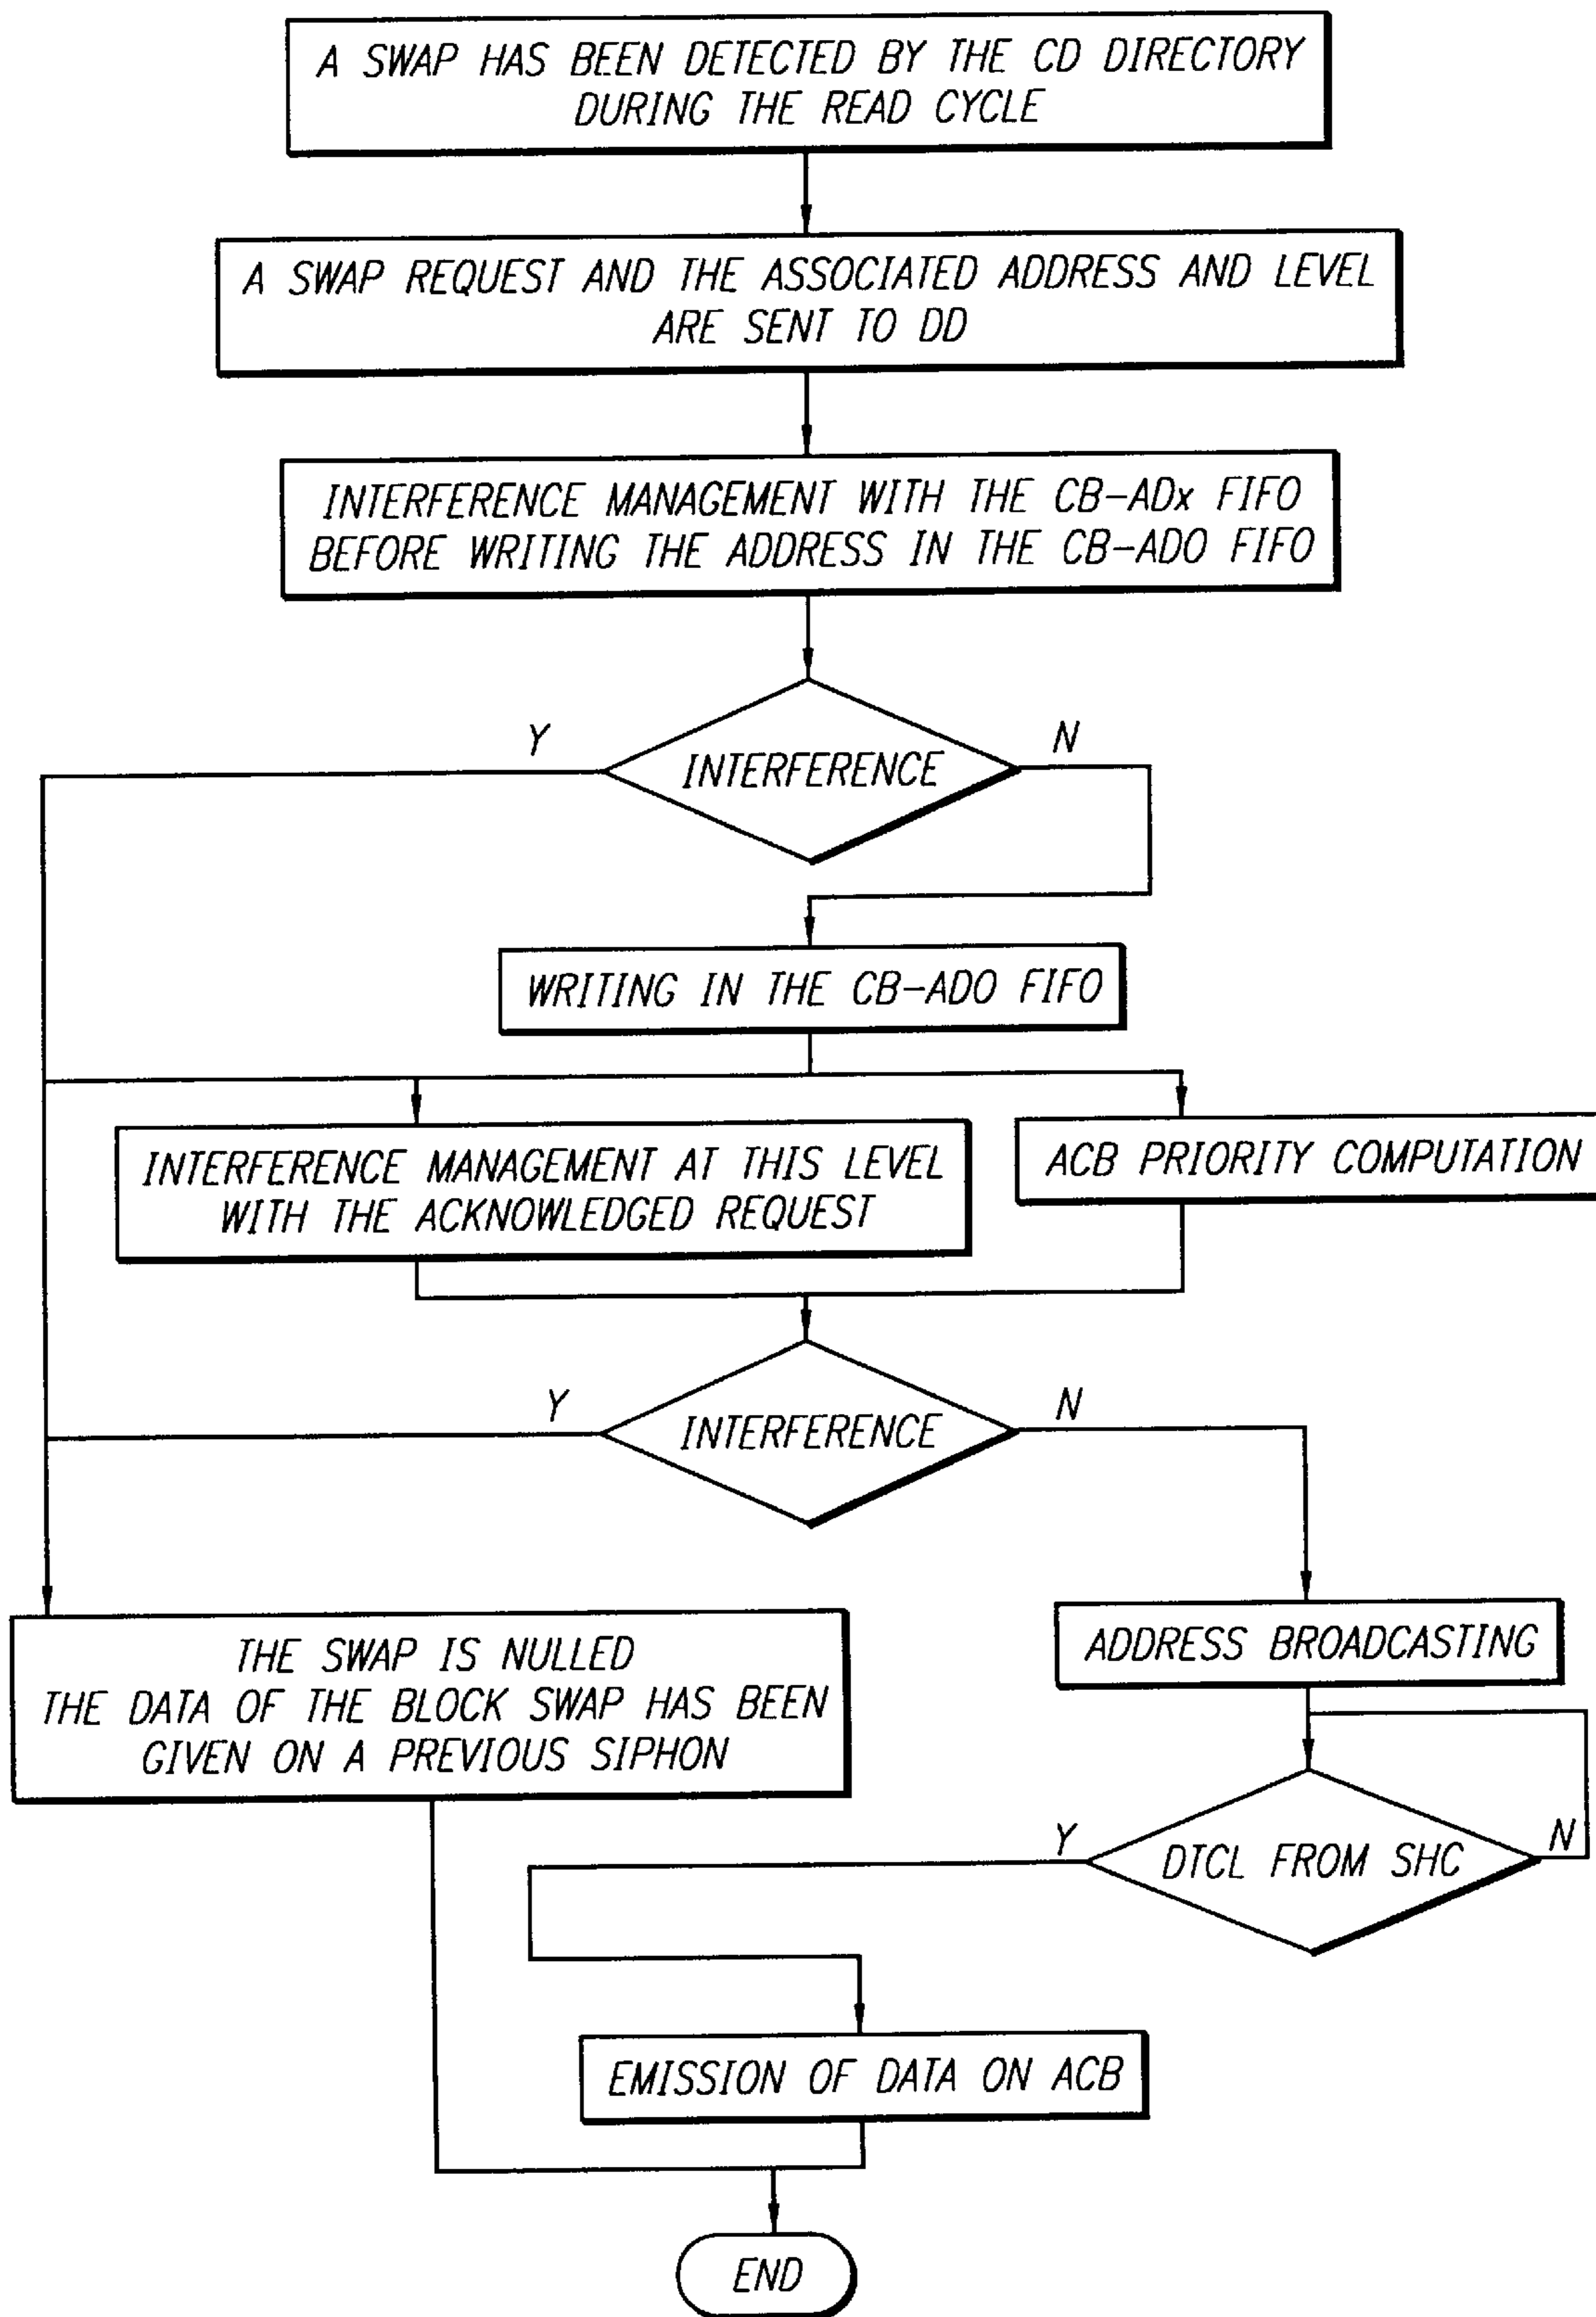 A SWAP HAS BEEN DETECTED BY THE CD DIRECTORY
DURING THE READ CYCLE
A SWAP REQUEST AND THE ASSOCIATED ADDRESS AND LEVEL
ARE SENT TO DD
INTERFERENCE MANAGEMENT WITH THE CB-ADx FIFO
BEFORE WRITING THE ADDRESS IN THE CB-ADO FIFO
Y
N
INTERFERENCE
WRITING IN THE CB-ADO FIFO
INTERFERENCE MANAGEMENT AT THIS LEVEL
WITH THE ACKNOWLEDGED REQUEST
ACB PRIORITY COMPUTATION
Y
N
INTERFERENCE
THE SWAP IS NULLED
THE DATA OF THE BLOCK SWAP HAS BEEN
GIVEN ON A PREVIOUS SIPHON
ADDRESS BROADCASTING
Y
DTCL FROM SHC
N
EMISSION OF DATA ON ACB
END